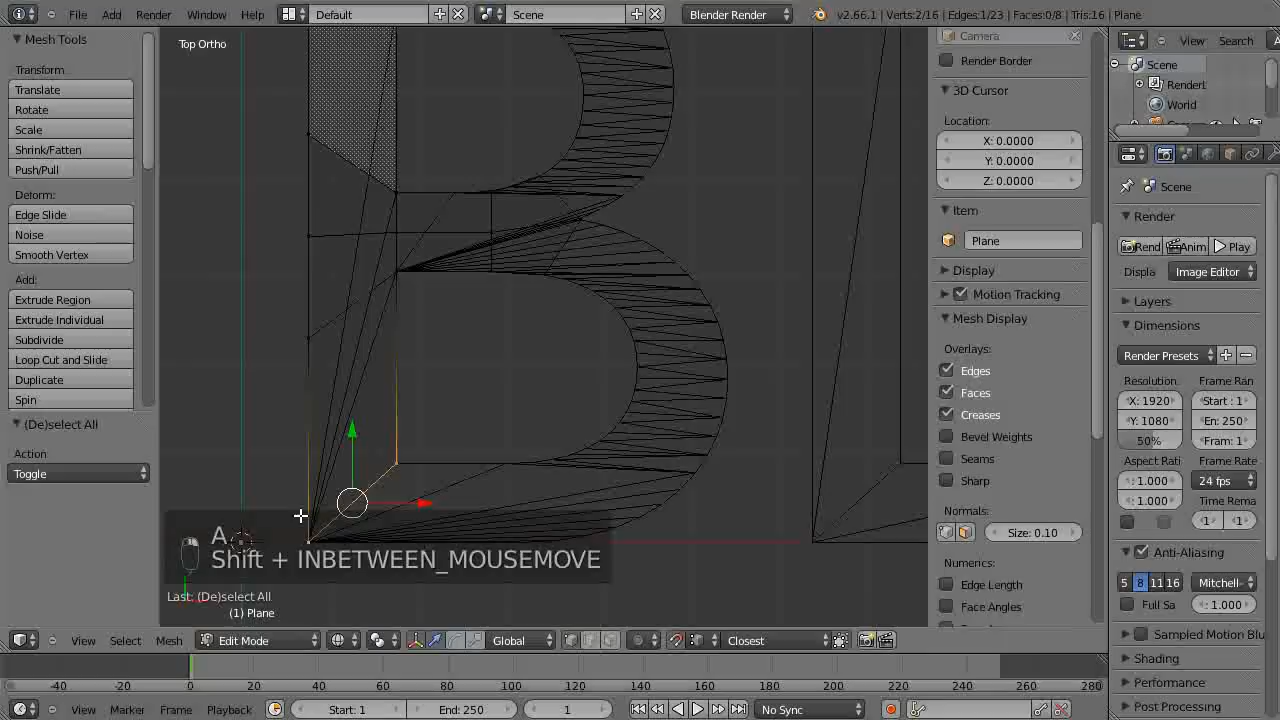 File Add Render Window Help Default Scene Blender Render v2.66.1 | Verts:2/16 | Edges:1/23 | Faces:0/8 | Tris:16 | Plane
Mesh Tools
Transform:
Translate
Rotate
Scale
Shrink/Fatten
Push/Pull
Deform:
Edge Slide
Noise
Smooth Vertex
Add:
Extrude Region
Extrude Individual
Subdivide
Loop Cut and Slide
Duplicate
Spin
(De)select All
Action:
Toggle
Top Ortho
A
Shift + INBETWEEN_MOUSEMOVE
Last: (De)select All
(1) Plane
Camera
Render Border
3D Cursor
Location:
X: 0.0000
Y: 0.0000
Z: 0.0000
Item
Plane
Display
Motion Tracking
Mesh Display
Overlays:
Edges
Faces
Creases
Bevel Weights
Seams
Sharp
Normals:
Size: 0.10
Numerics:
Edge Length
Face Angles
View Search
Scene
RenderL
World
Scene
Render
Rend Anim Play
Displa Image Editor
Layers
Dimensions
Render Presets
Resolution: Frame Ran
X: 1920 Start : 1
Y: 1080 En: 250
50% Fram: 1
Aspect Rati Frame Rate
1.000 24 fps
1.000 Time Rema
1 1
Anti-Aliasing
5 8 11 16 Mitchell-
Full Sa 1.000
Sampled Motion Blu
Shading
Performance
Post Processing
View Select Mesh Edit Mode Global Closest
-40 -20 0 20 40 60 80 100 120 140 160 180 200 220 240 260 280
View Marker Frame Playback Start: 1 End: 250 1 No Sync